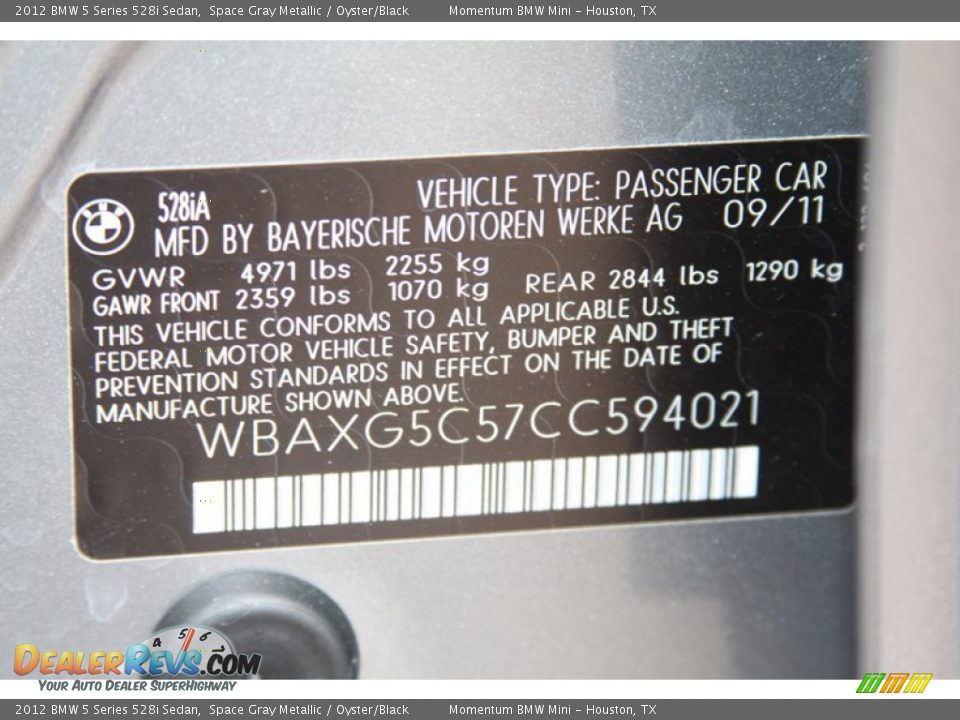 2012 BMW 5 Series 528i Sedan, Space Gray Metallic / Oyster/Black Momentum BMW Mini - Houston, TX
528iA VEHICLE TYPE: PASSENGER CAR
MFD BY BAYERISCHE MOTOREN WERKE AG 09/11
GVWR 4971 lbs 2255 kg
GAWR FRONT 2359 lbs 1070 kg REAR 2844 lbs 1290 kg
THIS VEHICLE CONFORMS TO ALL APPLICABLE U.S.
FEDERAL MOTOR VEHICLE SAFETY, BUMPER AND THEFT
PREVENTION STANDARDS IN EFFECT ON THE DATE OF
MANUFACTURE SHOWN ABOVE.
WBAXG5C57CC594021
4 5 6
DEALERREVS.COM
YOUR AUTO DEALER SUPERHIGHWAY
2012 BMW 5 Series 528i Sedan, Space Gray Metallic / Oyster/Black Momentum BMW Mini - Houston, TX